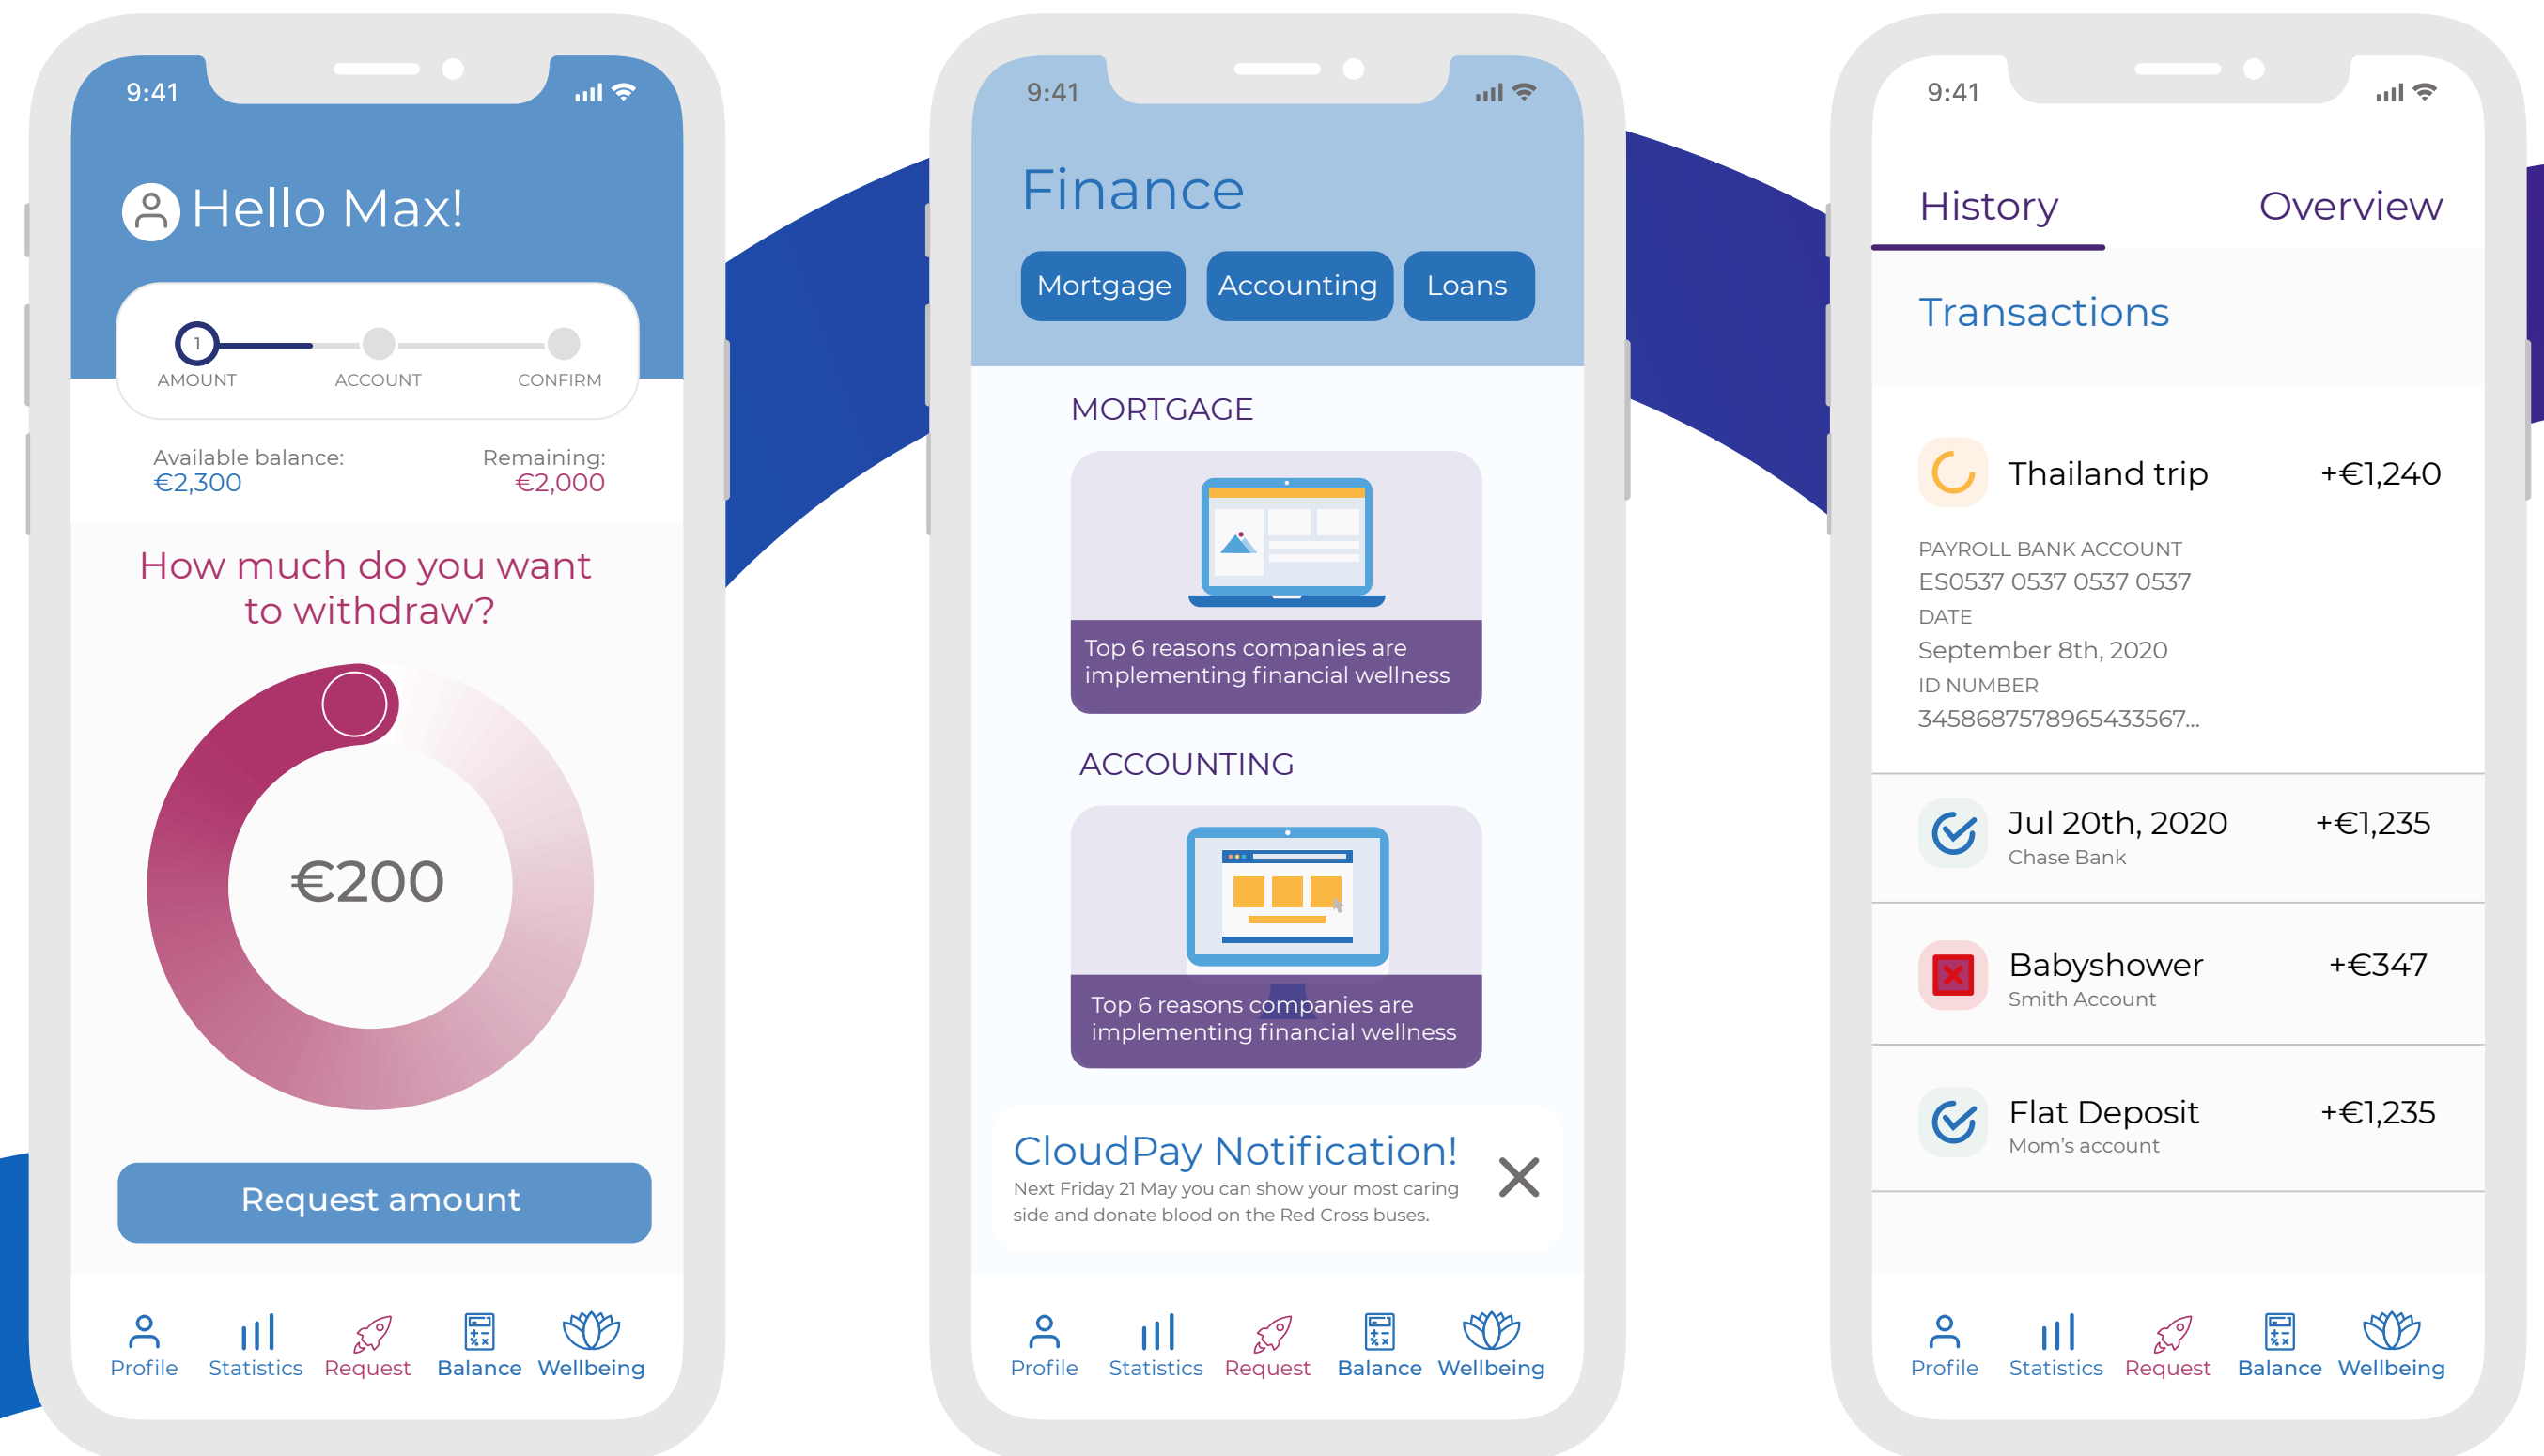 9:41
Hello Max!
1
AMOUNT ACCOUNT CONFIRM
Available balance: Remaining:
€2,300 €2,000
How much do you want
to withdraw?
€200
Request amount
Profile Statistics Request Balance Wellbeing
9:41
Finance
Mortgage Accounting Loans
MORTGAGE
Top 6 reasons companies are
implementing financial wellness
ACCOUNTING
Top 6 reasons companies are
implementing financial wellness
CloudPay Notification!
Next Friday 21 May you can show your most caring
side and donate blood on the Red Cross buses.
Profile Statistics Request Balance Wellbeing
9:41
History Overview
Transactions
Thailand trip +€1,240
PAYROLL BANK ACCOUNT
ES0537 0537 0537 0537
DATE
September 8th, 2020
ID NUMBER
3458687578965433567...
Jul 20th, 2020 +€1,235
Chase Bank
Babyshower +€347
Smith Account
Flat Deposit +€1,235
Mom's account
Profile Statistics Request Balance Wellbeing